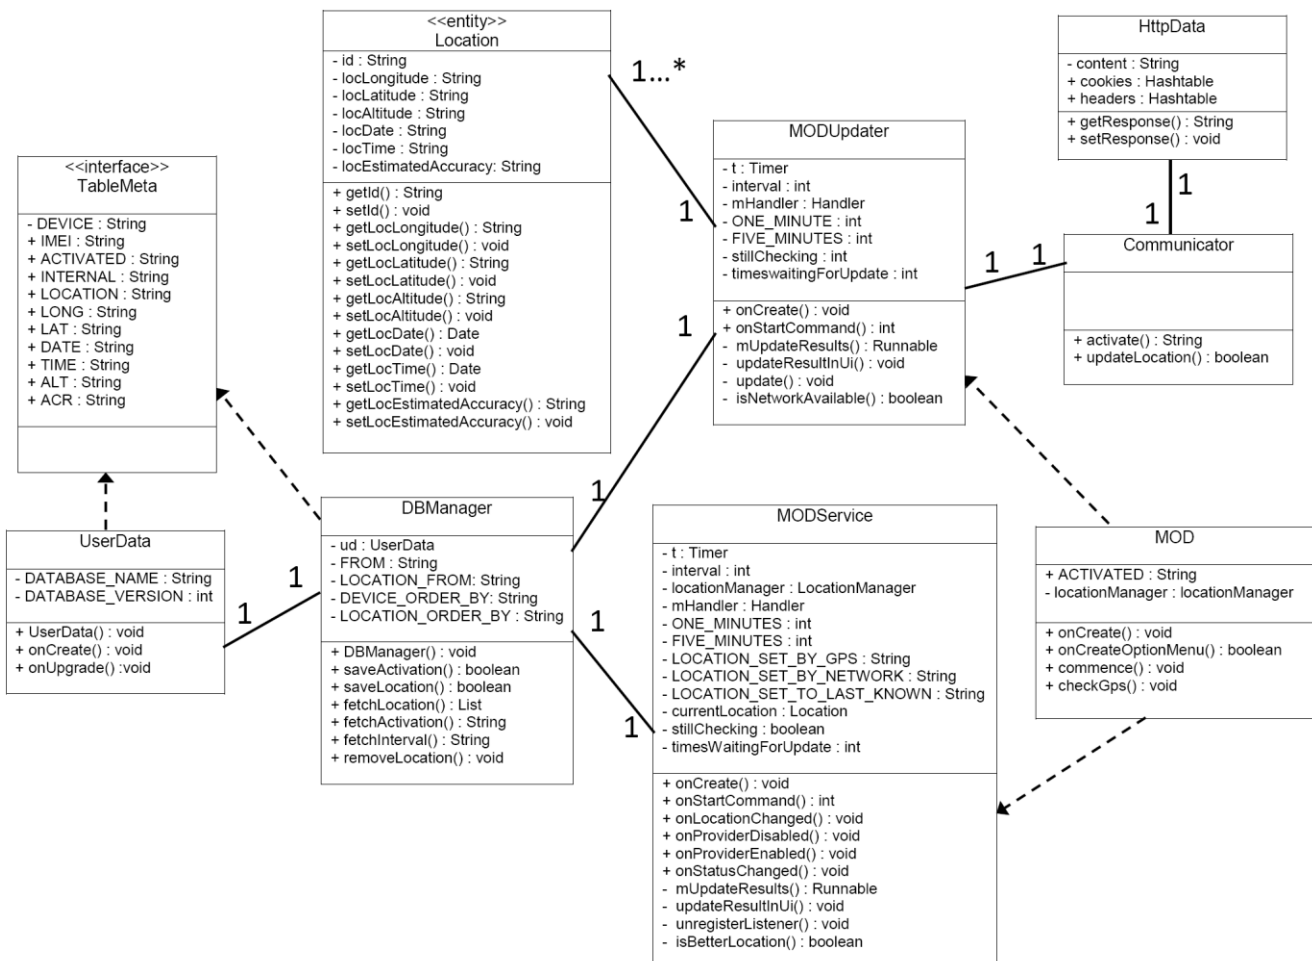 <<entity>>
Location
- id : String
- locLongitude : String
- locLatitude : String
- locAltitude : String
- locDate : String
- locTime : String
- locEstimatedAccuracy: String
+ getId() : String
+ setId() : void
+ getLocLongitude() : String
+ setLocLongitude() : void
+ getLocLatitude() : String
+ setLocLatitude() : void
+ getLocAltitude() : String
+ setLocAltitude() : void
+ getLocDate() : Date
+ setLocDate() : void
+ getLocTime() : Date
+ setLocTime() : void
+ getLocEstimatedAccuracy() : String
+ setLocEstimatedAccuracy() : void
1...*
1
HttpData
- content : String
+ cookies : Hashtable
+ headers : Hashtable
+ getResponse() : String
+ setResponse() : void
1
1
MODUpdater
- t : Timer
- interval : int
- mHandler : Handler
- ONE_MINUTE : int
- FIVE_MINUTES : int
- stillChecking : int
- timeswaitingForUpdate : int
+ onCreate() : void
+ onStartCommand() : int
- mUpdateResults() : Runnable
- updateResultInUi() : void
- update() : void
- isNetworkAvailable() : boolean
1
1
Communicator
+ activate() : String
+ updateLocation() : boolean
<<interface>>
TableMeta
- DEVICE : String
+ IMEI : String
+ ACTIVATED : String
+ INTERNAL : String
+ LOCATION : String
+ LONG : String
+ LAT : String
+ DATE : String
+ TIME : String
+ ALT : String
+ ACR : String
1
1
UserData
- DATABASE_NAME : String
- DATABASE_VERSION : int
+ UserData() : void
+ onCreate() : void
+ onUpgrade() :void
1
1
DBManager
- ud : UserData
- FROM : String
- LOCATION_FROM: String
- DEVICE_ORDER_BY: String
- LOCATION_ORDER_BY : String
+ DBManager() : void
+ saveActivation() : boolean
+ saveLocation() : boolean
+ fetchLocation() : List
+ fetchActivation() : String
+ fetchInterval() : String
+ removeLocation() : void
1
1
MODService
- t : Timer
- interval : int
- locationManager : LocationManager
- mHandler : Handler
- ONE_MINUTES : int
- FIVE_MINUTES : int
- LOCATION_SET_BY_GPS : String
- LOCATION_SET_BY_NETWORK : String
- LOCATION_SET_TO_LAST_KNOWN : String
- currentLocation : Location
- stillChecking : boolean
- timesWaitingForUpdate : int
+ onCreate() : void
+ onStartCommand() : int
+ onLocationChanged() : void
+ onProviderDisabled() : void
+ onProviderEnabled() : void
+ onStatusChanged() : void
- mUpdateResults() : Runnable
- updateResultInUi() : void
- unregisterListener() : void
- isBetterLocation() : boolean
MOD
+ ACTIVATED : String
- locationManager : locationManager
+ onCreate() : void
+ onCreateOptionMenu() : boolean
+ commence() : void
+ checkGps() : void